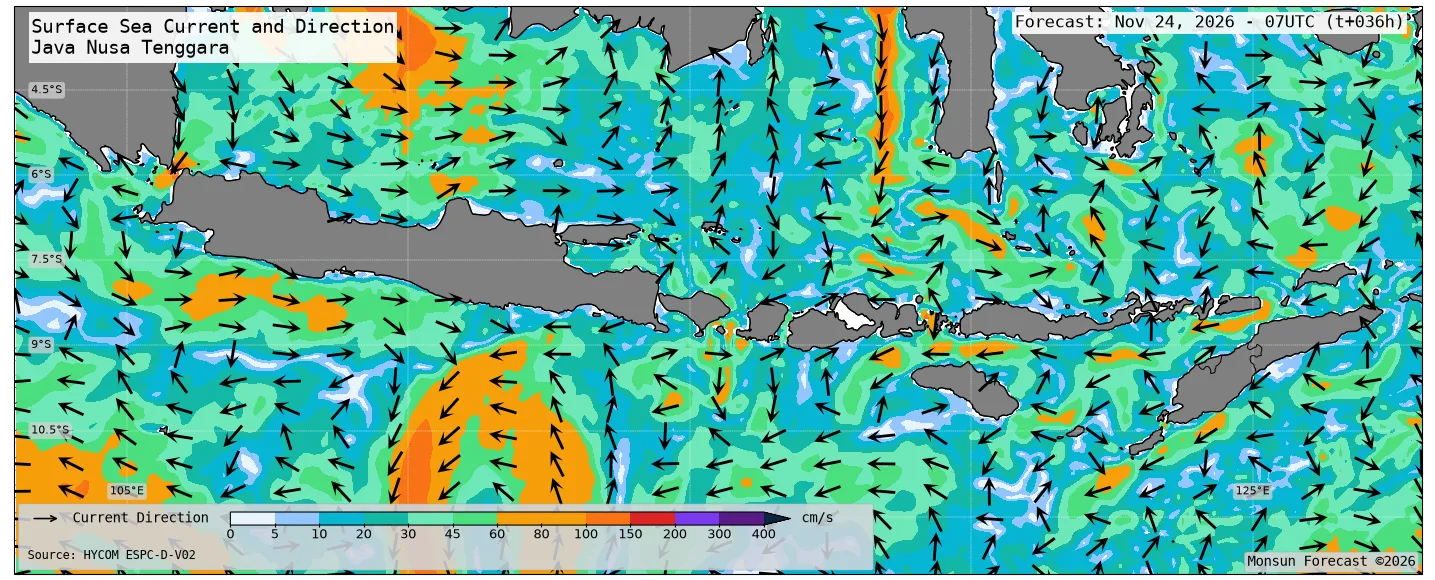 Surface Sea Current and Direction
Java Nusa Tenggara
Forecast: Nov 24, 2026 - 07UTC (t+036h)
4.5°S
6°S
7.5°S
9°S
10.5°S
105°E
125°E
Current Direction
0 5 10 20 30 45 60 80 100 150 200 300 400
cm/s
Source: HYCOM ESPC-D-V02
Monsun Forecast ©2026